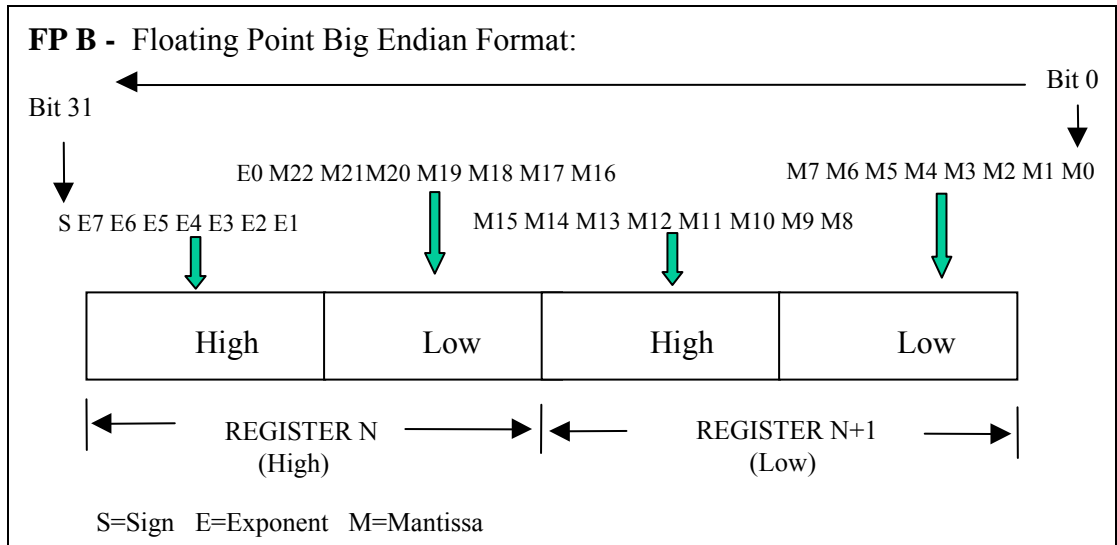 FP B - Floating Point Big Endian Format:
Bit 0
Bit 31
E0 M22 M21M20 M19 M18 M17 M16
M7 M6 M5 M4 M3 M2 M1 M0
S E7 E6 E5 E4 E3 E2 E1
M15 M14 M13 M12 M11 M10 M9 M8
High
Low
High
Low
REGISTER N
(High)
REGISTER N+1
(Low)
S=Sign E=Exponent M=Mantissa